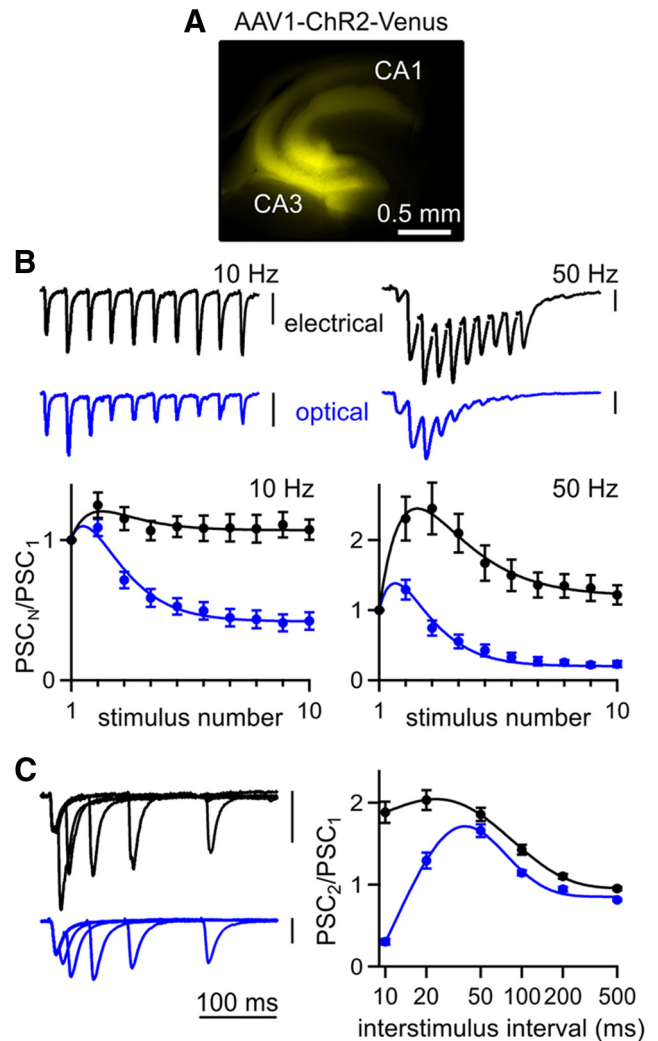 A AAV1-ChR2-Venus
CA1
CA3
0.5 mm
B
10 Hz
50 Hz
electrical
optical
10 Hz
50 Hz
PSC_N/PSC_1
1
0
1
10
stimulus number
2
1
0
1
10
stimulus number
C
100 ms
PSC_2/PSC_1
2
1
0
10 20 50 100 200 500
interstimulus interval (ms)